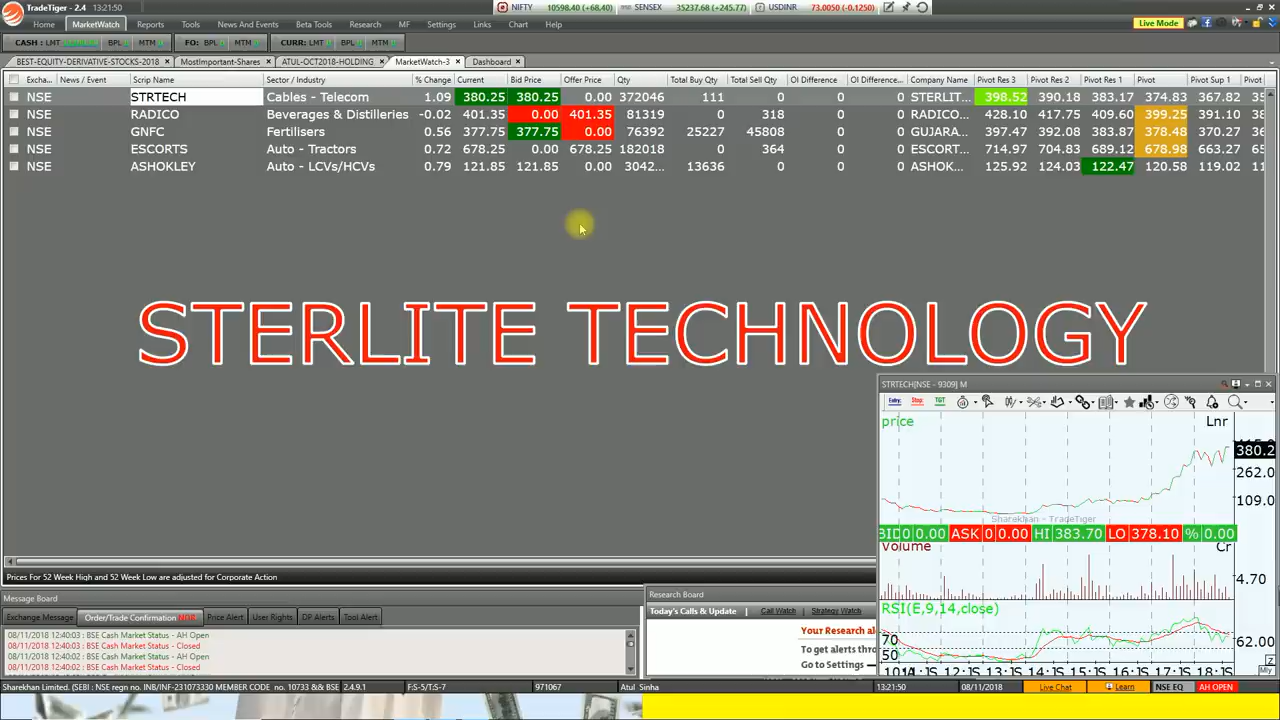 TradeTiger - 2.4 13:21:50 NIFTY 10598.40 (+68.40) SENSEX 35237.68 (+245.77) USDINR 73.0050 (-0.1250)
Home MarketWatch Reports Tools News And Events Beta Tools Research MF Settings Links Chart Help Live Mode
CASH : LMT BPL MTM FO: BPL MTM CURR: LMT BPL MTM
BEST-EQUITY-DERIVATIVE-STOCKS-2018 MostImportant-Shares ATUL-OCT2018-HOLDING MarketWatch-3 Dashboard
Excha... News / Event Scrip Name Sector / Industry % Change Current Bid Price Offer Price Qty Total Buy Qty Total Sell Qty OI Difference OI Difference... Company Name Pivot Res 3 Pivot Res 2 Pivot Res 1 Pivot Pivot Sup 1 Pivot
NSE STRTECH Cables - Telecom 1.09 380.25 380.25 0.00 372046 111 0 0 0 STERLIT... 398.52 390.18 383.17 374.83 367.82
NSE RADICO Beverages & Distilleries -0.02 401.35 0.00 401.35 81319 0 318 0 0 RADICO... 428.10 417.75 409.60 399.25 391.10
NSE GNFC Fertilisers 0.56 377.75 377.75 0.00 76392 25227 45808 0 0 GUJARA... 397.47 392.08 383.87 378.48 370.27
NSE ESCORTS Auto - Tractors 0.72 678.25 0.00 678.25 182018 0 364 0 0 ESCORT... 714.97 704.83 689.12 678.98 663.27
NSE ASHOKLEY Auto - LCVs/HCVs 0.79 121.85 121.85 0.00 3042... 13636 0 0 0 ASHOK... 125.92 124.03 122.47 120.58 119.02
STERLITE TECHNOLOGY
STRTECH[NSE - 9309] M
Entry Stop TGT
price Lnr
380.2
262.0
109.0
Sharekhan - TradeTiger
BID 0 0.00 ASK 0 0.00 HI 383.70 LO 378.10 % 0.00
Volume Cr
4.70
RSI(E,9,14,close)
70
62.00
50
Prices For 52 Week High and 52 Week Low are adjusted for Corporate Action
Message Board
Exchange Message Order/Trade Confirmation User Rights Price Alert DP Alerts Tool Alert
08/11/2018 12:40:03 : BSE Cash Market Status - AH Open
08/11/2018 12:40:03 : BSE Cash Market Status - Closed
08/11/2018 12:40:02 : BSE Cash Market Status - AH Open
08/11/2018 12:40:02 : BSE Cash Market Status - Closed
Research Board
Today's Calls & Update Call Watch Strategy Watch
Your Research al
To get alerts thro
Go to Settings —
Sharekhan Limited. (SEBI : NSE regn no. INB/INF-231073330 MEMBER CODE no. 10733 && BSE 2.4.9.1 F:S-5/T:S-7 971067 Atul Sinha 13:21:50 08/11/2018 Live Chat Learn NSE EQ AH OPEN